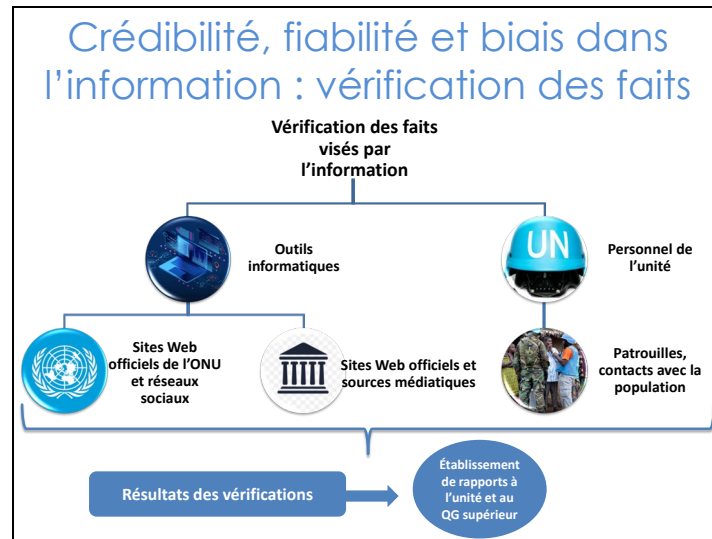 Crédibilité, fiabilité et biais dans
l'information : vérification des faits
Vérification des faits
visés par
l'information
Outils
informatiques
UN
Personnel de
l'unité
Sites Web
officiels de l'ONU
et réseaux
sociaux
Sites Web officiels et
sources médiatiques
Patrouilles,
contacts avec la
population
Résultats des vérifications
Établissement
de rapports à
l'unité et au
QG supérieur